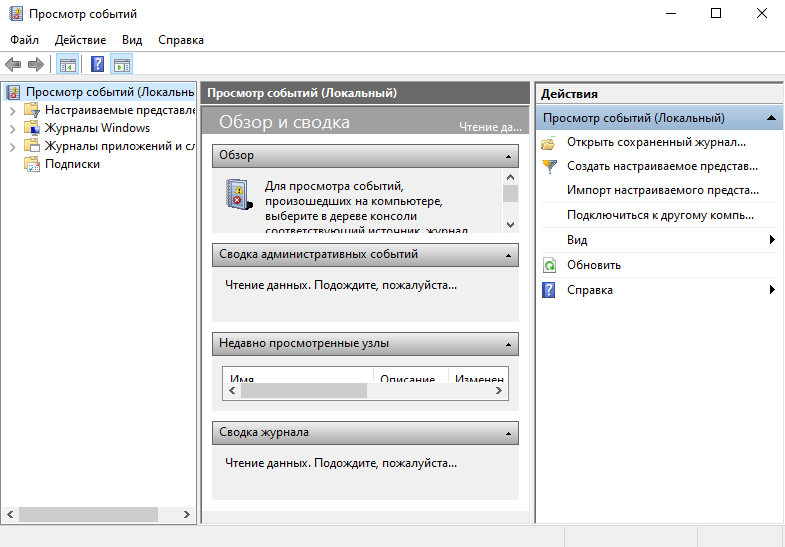 Просмотр событий
Файл Действие Вид Справка
Просмотр событий (Локальны
Настраиваемые представле
Журналы Windows
Журналы приложений и сл
Подписки
Просмотр событий (Локальный)
Обзор и сводка Чтение да...
Обзор
Для просмотра событий,
произошедших на компьютере,
выберите в дереве консоли
соответствующий источник, журнал
Сводка административных событий
Чтение данных. Подождите, пожалуйста...
Недавно просмотренные узлы
Имя Описание Изменен
Сводка журнала
Чтение данных. Подождите, пожалуйста...
Действия
Просмотр событий (Локальный)
Открыть сохраненный журнал...
Создать настраиваемое представ...
Импорт настраиваемого предста...
Подключиться к другому компь...
Вид
Обновить
Справка